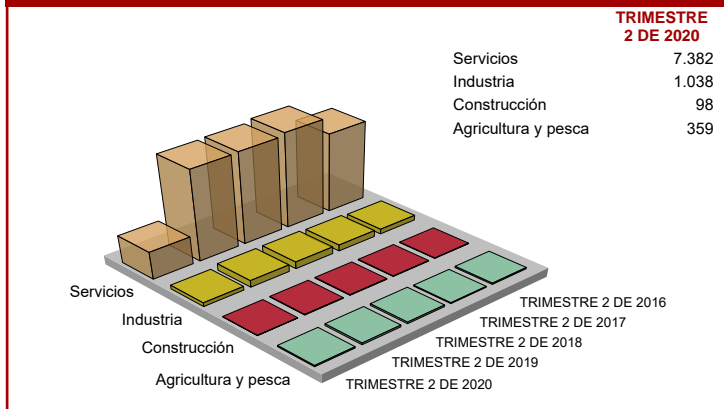 TRIMESTRE
2 DE 2020
Servicios 7.382
Industria 1.038
Construcción 98
Agricultura y pesca 359
Servicios
Industria
Construcción
Agricultura y pesca
TRIMESTRE 2 DE 2016
TRIMESTRE 2 DE 2017
TRIMESTRE 2 DE 2018
TRIMESTRE 2 DE 2019
TRIMESTRE 2 DE 2020